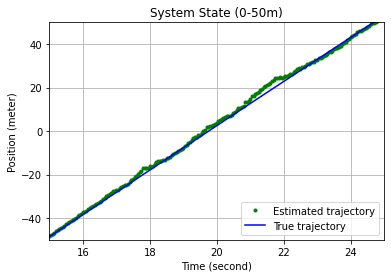 System State (0-50m)
40
20
0
−20
−40
Position (meter)
16
18
20
22
24
Time (second)
Estimated trajectory
True trajectory